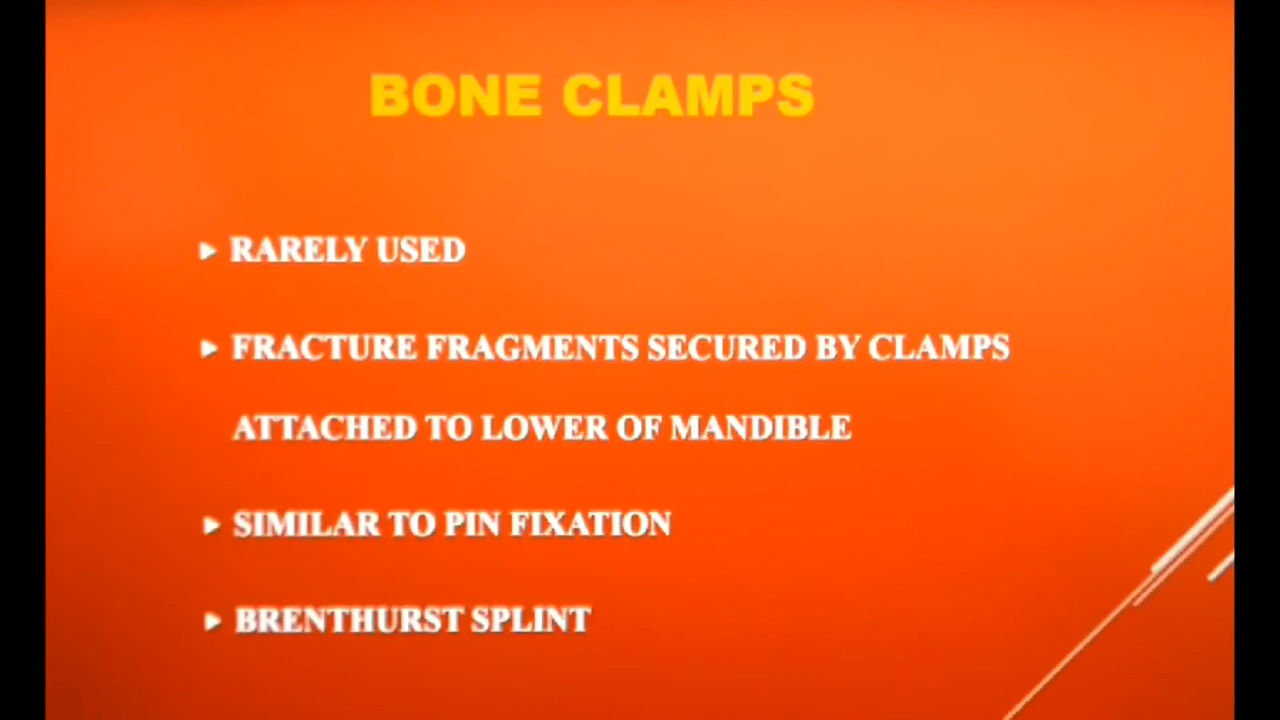 BONE CLAMPS
RARELY USED
FRACTURE FRAGMENTS SECURED BY CLAMPS
ATTACHED TO LOWER OF MANDIBLE
SIMILAR TO PIN FIXATION
BRENTHURST SPLINT